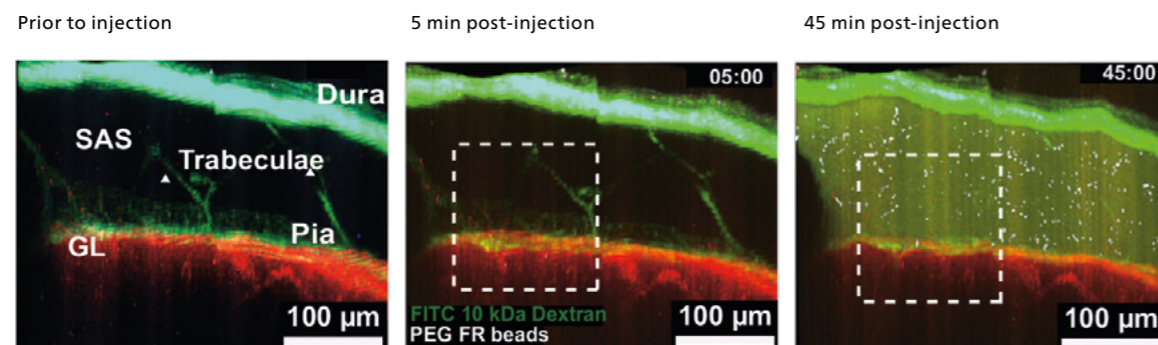 Prior to injection
5 min post-injection
45 min post-injection
Dura
SAS
Trabeculae
Pia
GL
100 µm
05:00
FITC 10 kDa Dextran
PEG FR beads
100 µm
45:00
100 µm